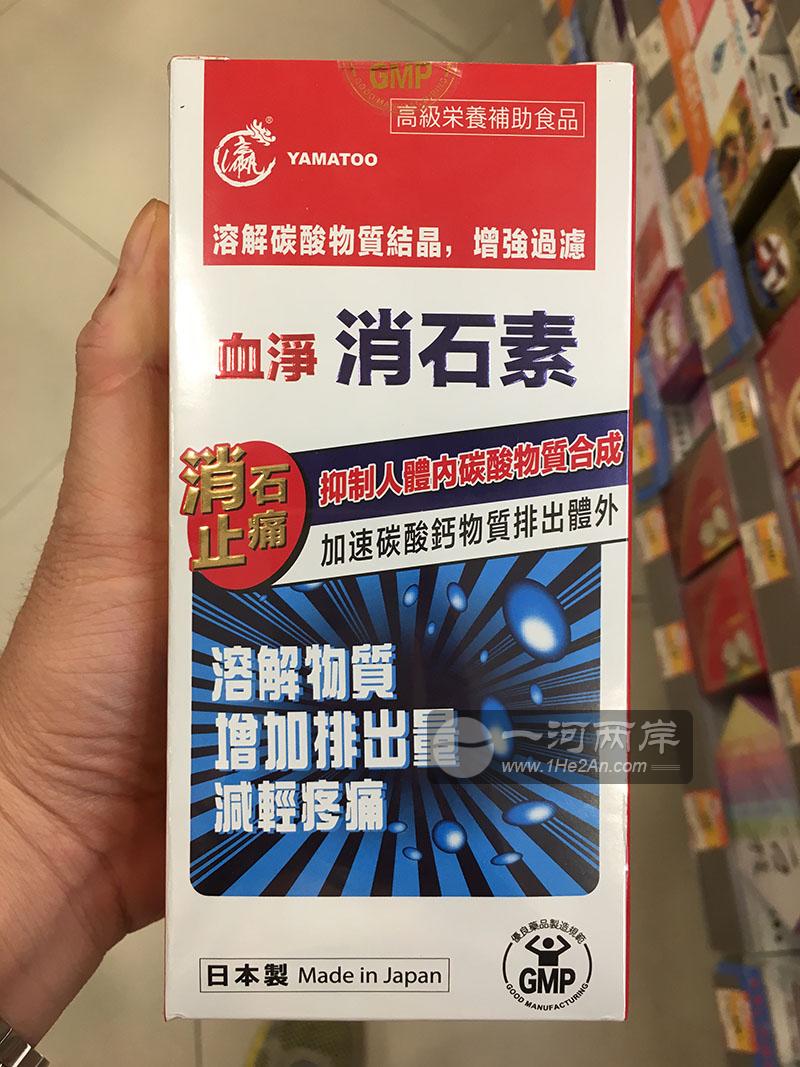 GMP
高級栄養補助食品
瀛
®
YAMATOO
溶解碳酸物質結晶，增強過濾
血淨 消石素
消石
止痛
抑制人體內碳酸物質合成
加速碳酸鈣物質排出體外
溶解物質
增加排出量
減輕疼痛
一河两岸
www.1He2An.com
日本製 Made in Japan
優良藥品製造規範
GMP
GOOD MANUFACTURING